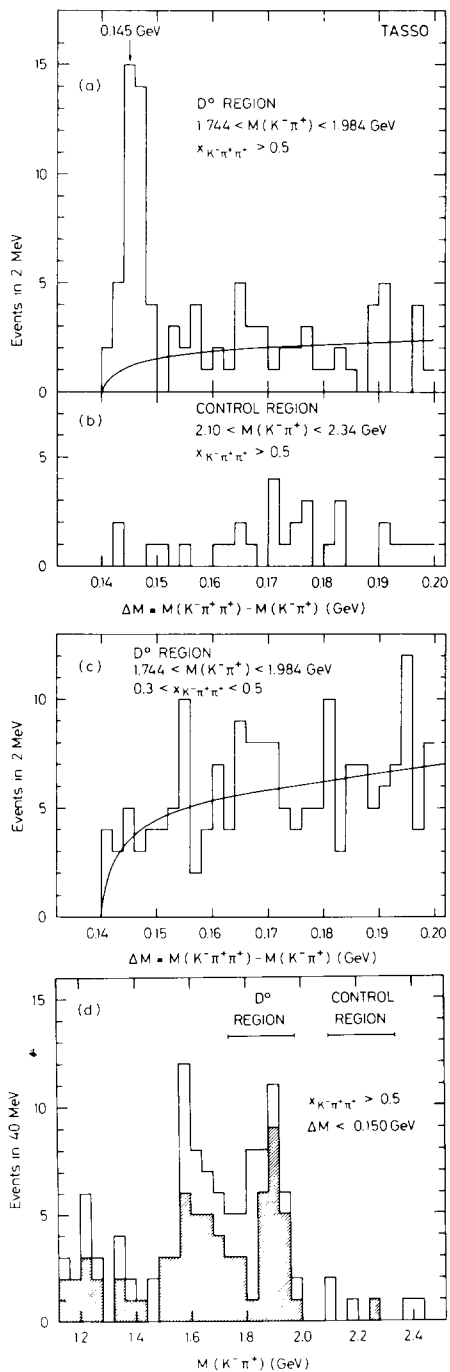 0.145 GeV
TASSO
15
(a)
D° REGION
1.744 < M(K⁻π⁺) < 1.984 GeV
x K⁻π⁺π⁺ > 0.5
10
Events in 2 MeV
5
0
(b)
CONTROL REGION
2.10 < M(K⁻π⁺) < 2.34 GeV
x K⁻π⁺π⁺ > 0.5
5
0
0.14 0.15 0.16 0.17 0.18 0.19 0.20
ΔM = M(K⁻π⁺π⁺) - M(K⁻π⁺) (GeV)
(c)
D° REGION
1.744 < M(K⁻π⁺) < 1.984 GeV
0.3 < x K⁻π⁺π⁺ < 0.5
10
Events in 2 MeV
5
0
0.14 0.15 0.16 0.17 0.18 0.19 0.20
ΔM = M(K⁻π⁺π⁺) - M(K⁻π⁺) (GeV)
15
(d)
D° REGION
CONTROL REGION
x K⁻π⁺π⁺ > 0.5
ΔM < 0.150 GeV
10
Events in 40 MeV
5
0
1.2 1.4 1.6 1.8 2.0 2.2 2.4
M(K⁻π⁺) (GeV)